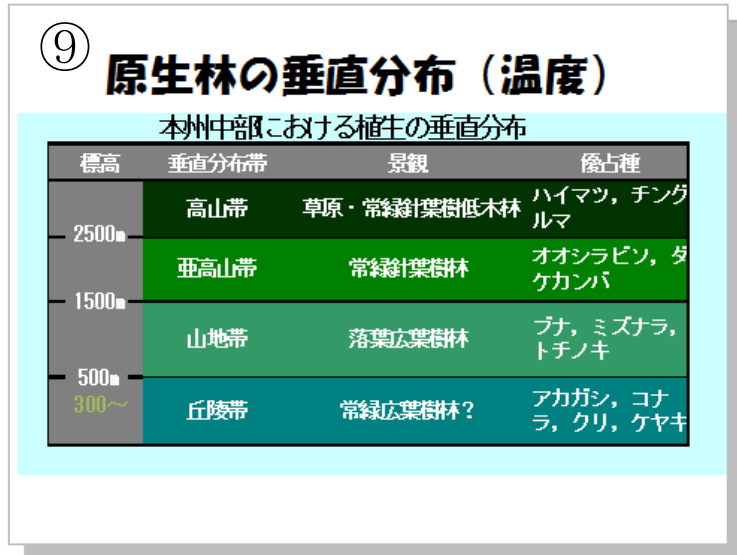 ⑨
原生林の垂直分布（温度）
本州中部における植生の垂直分布
標高 垂直分布帯 景観 優占種
高山帯 草原・常緑針葉樹低木林 ハイマツ，チング
ルマ
2500m
亜高山帯 常緑針葉樹林 オオシラビソ，ダ
ケカンバ
1500m
山地帯 落葉広葉樹林 ブナ，ミズナラ，
トチノキ
500m
300～
丘陵帯 常緑広葉樹林？ アカガシ，コナ
ラ，クリ，ケヤキ